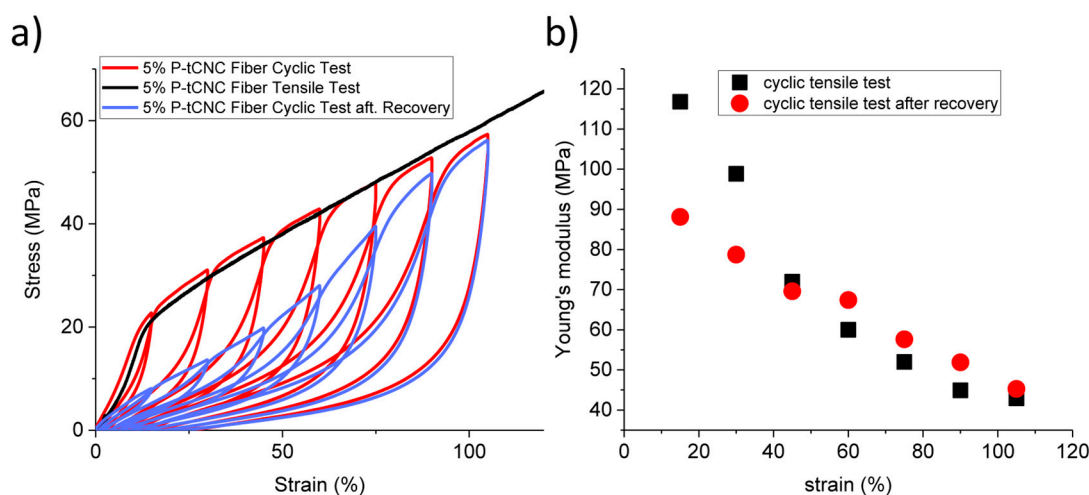 a)
5% P-tCNC Fiber Cyclic Test
5% P-tCNC Fiber Tensile Test
5% P-tCNC Fiber Cyclic Test aft. Recovery
Stress (MPa)
60
40
20
0
0 50 100
Strain (%)
b)
cyclic tensile test
cyclic tensile test after recovery
Young's modulus (MPa)
120
110
100
90
80
70
60
50
40
0 20 40 60 80 100 120
strain (%)